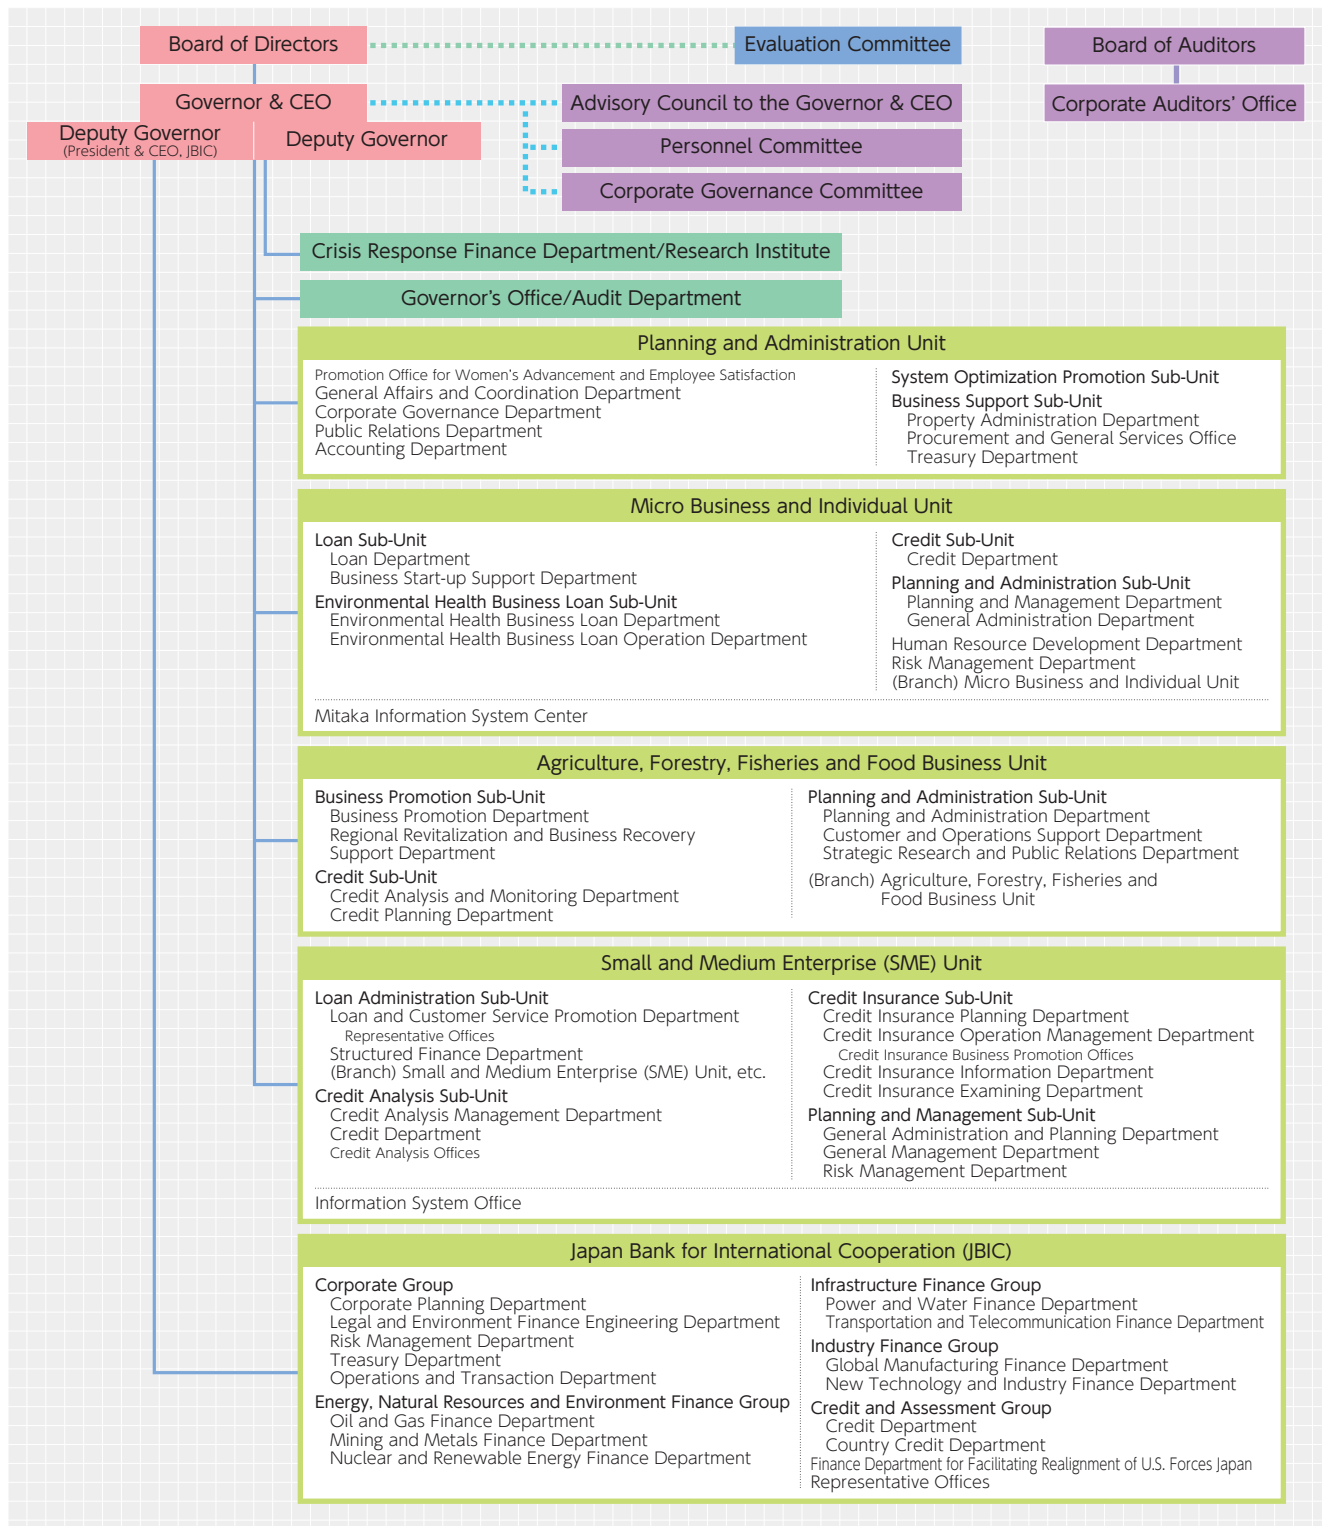 Board of Directors
Evaluation Committee
Board of Auditors
Governor & CEO
Advisory Council to the Governor & CEO
Corporate Auditors' Office
Deputy Governor
(President & CEO, JBIC)
Deputy Governor
Personnel Committee
Corporate Governance Committee
Crisis Response Finance Department/Research Institute
Governor's Office/Audit Department
Planning and Administration Unit
Promotion Office for Women's Advancement and Employee Satisfaction
General Affairs and Coordination Department
Corporate Governance Department
Public Relations Department
Accounting Department
System Optimization Promotion Sub-Unit
Business Support Sub-Unit
Property Administration Department
Procurement and General Services Office
Treasury Department
Micro Business and Individual Unit
Loan Sub-Unit
Loan Department
Business Start-up Support Department
Environmental Health Business Loan Sub-Unit
Environmental Health Business Loan Department
Environmental Health Business Loan Operation Department
Credit Sub-Unit
Credit Department
Planning and Administration Sub-Unit
Planning and Management Department
General Administration Department
Human Resource Development Department
Risk Management Department
(Branch) Micro Business and Individual Unit
Mitaka Information System Center
Agriculture, Forestry, Fisheries and Food Business Unit
Business Promotion Sub-Unit
Business Promotion Department
Regional Revitalization and Business Recovery
Support Department
Credit Sub-Unit
Credit Analysis and Monitoring Department
Credit Planning Department
Planning and Administration Sub-Unit
Planning and Administration Department
Customer and Operations Support Department
Strategic Research and Public Relations Department
(Branch) Agriculture, Forestry, Fisheries and
Food Business Unit
Small and Medium Enterprise (SME) Unit
Loan Administration Sub-Unit
Loan and Customer Service Promotion Department
Representative Offices
Structured Finance Department
(Branch) Small and Medium Enterprise (SME) Unit, etc.
Credit Analysis Sub-Unit
Credit Analysis Management Department
Credit Department
Credit Analysis Offices
Credit Insurance Sub-Unit
Credit Insurance Planning Department
Credit Insurance Operation Management Department
Credit Insurance Business Promotion Offices
Credit Insurance Information Department
Credit Insurance Examining Department
Planning and Management Sub-Unit
General Administration and Planning Department
General Management Department
Risk Management Department
Information System Office
Japan Bank for International Cooperation (JBIC)
Corporate Group
Corporate Planning Department
Legal and Environment Finance Engineering Department
Risk Management Department
Treasury Department
Operations and Transaction Department
Energy, Natural Resources and Environment Finance Group
Oil and Gas Finance Department
Mining and Metals Finance Department
Nuclear and Renewable Energy Finance Department
Infrastructure Finance Group
Power and Water Finance Department
Transportation and Telecommunication Finance Department
Industry Finance Group
Global Manufacturing Finance Department
New Technology and Industry Finance Department
Credit and Assessment Group
Credit Department
Country Credit Department
Finance Department for Facilitating Realignment of U.S. Forces Japan
Representative Offices